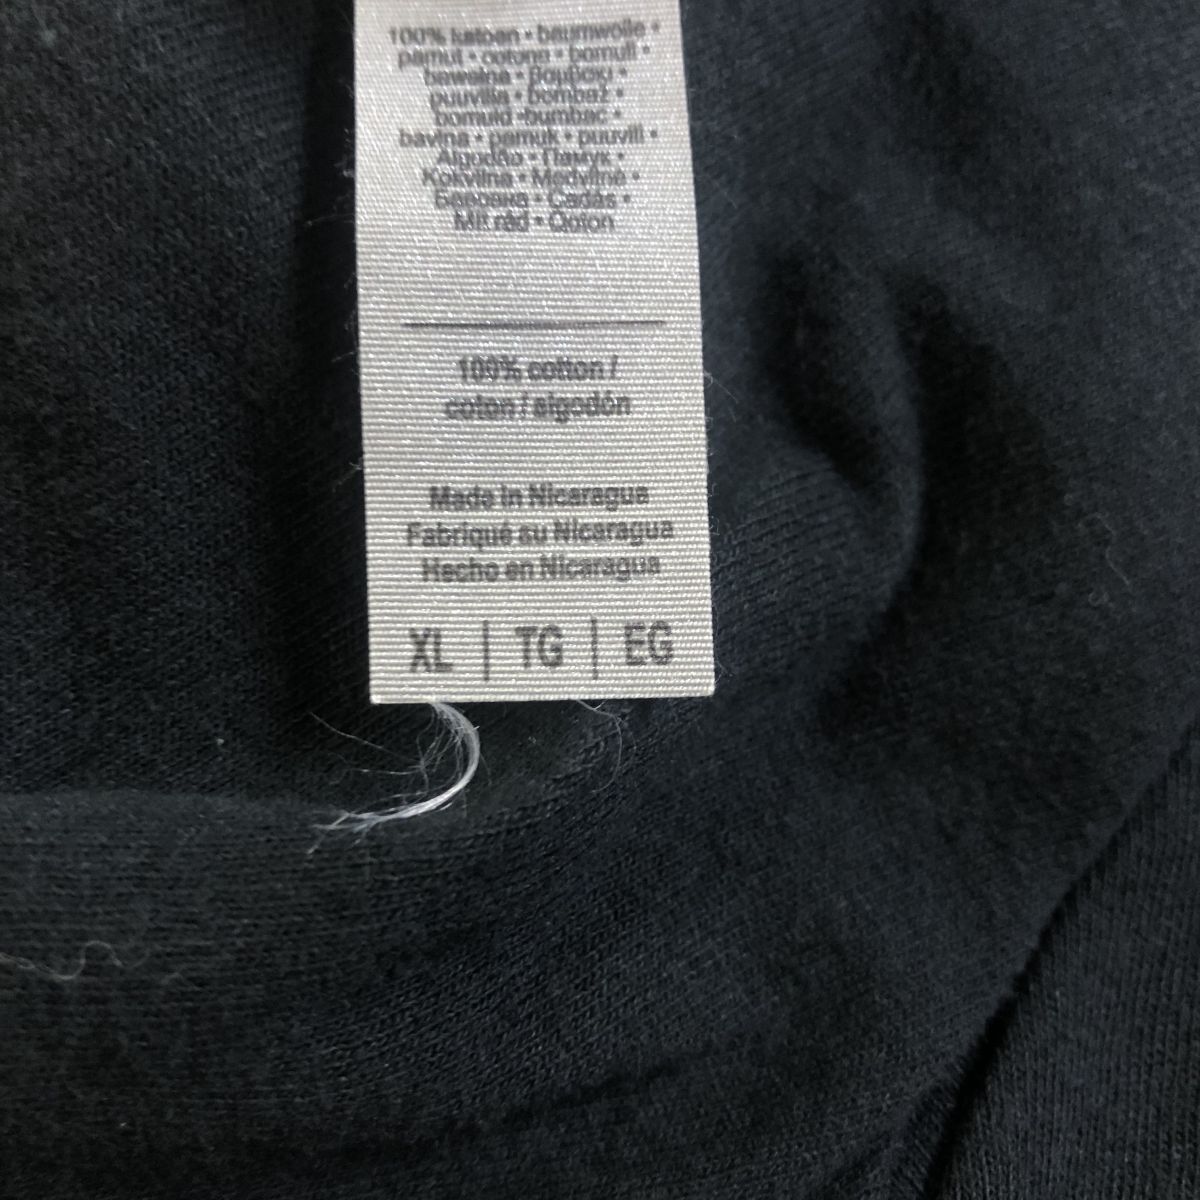 100% katoen • baumwolle •
pamut • cotone • bomull •
bawełna • βαμβάκι •
puuvilla • bombaž •
bomuld • bumbac •
bavlna • pamuk • puuvill •
Algodão • Памук •
Kokvilna • Medvilnė •
Бавовна • Cadás •
Mit rād • Qoton
100% cotton /
coton / algodón
Made in Nicaragua
Fabriqué au Nicaragua
Hecho en Nicaragua
XL | TG | EG